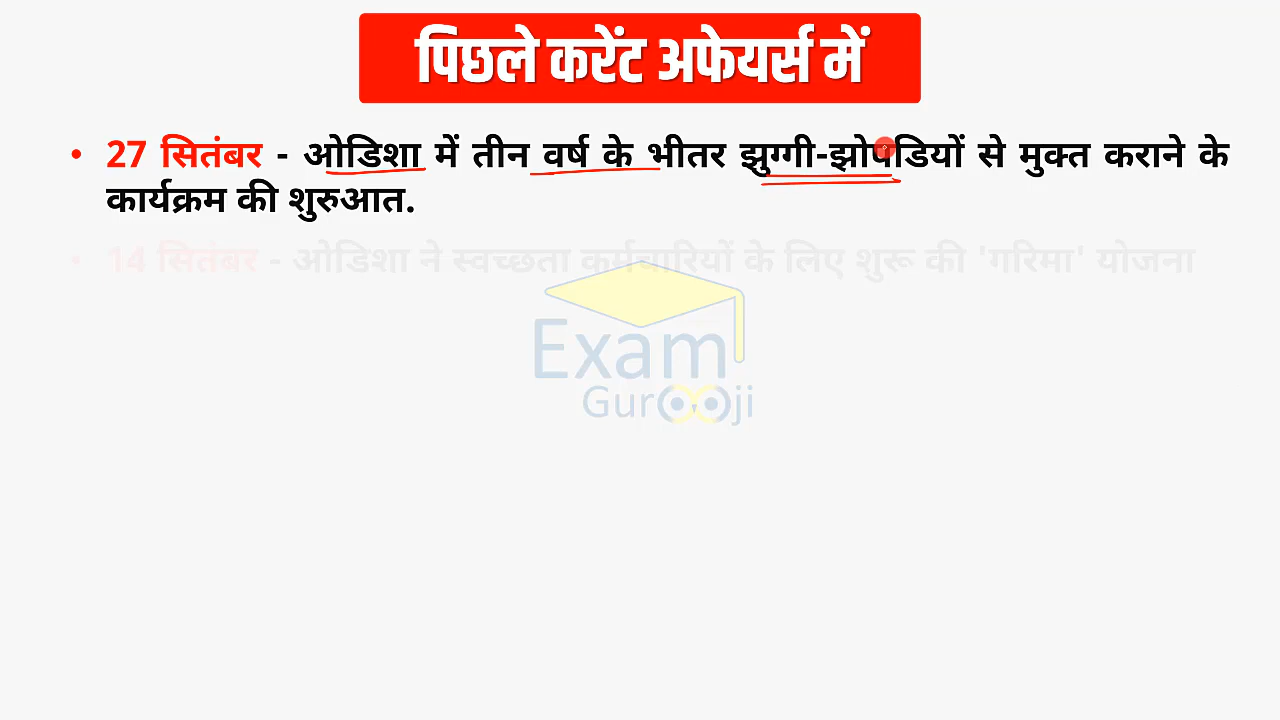 पिछले करेंट अफेयर्स में
• 27 सितंबर - ओडिशा में तीन वर्ष के भीतर झुग्गी-झोपडियों से मुक्त कराने के
कार्यक्रम की शुरुआत.
• 14 सितंबर - ओडिशा ने स्वच्छता कर्मचारियों के लिए शुरू की 'गरिमा' योजना
Exam
Gurooji